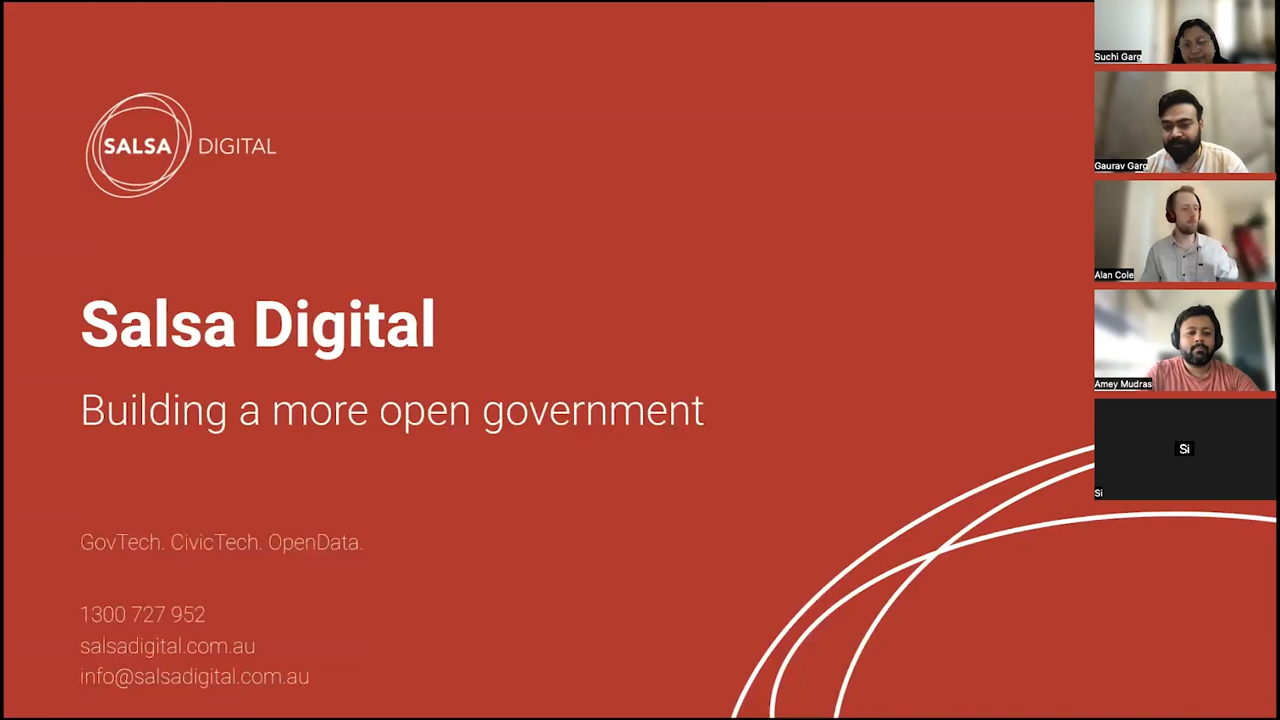 SALSA DIGITAL
Salsa Digital
Building a more open government
GovTech. CivicTech. OpenData.
1300 727 952
salsadigital.com.au
info@salsadigital.com.au
Suchi Garg
Gaurav Garg
Alan Cole
Amey Mudras
Si
Si